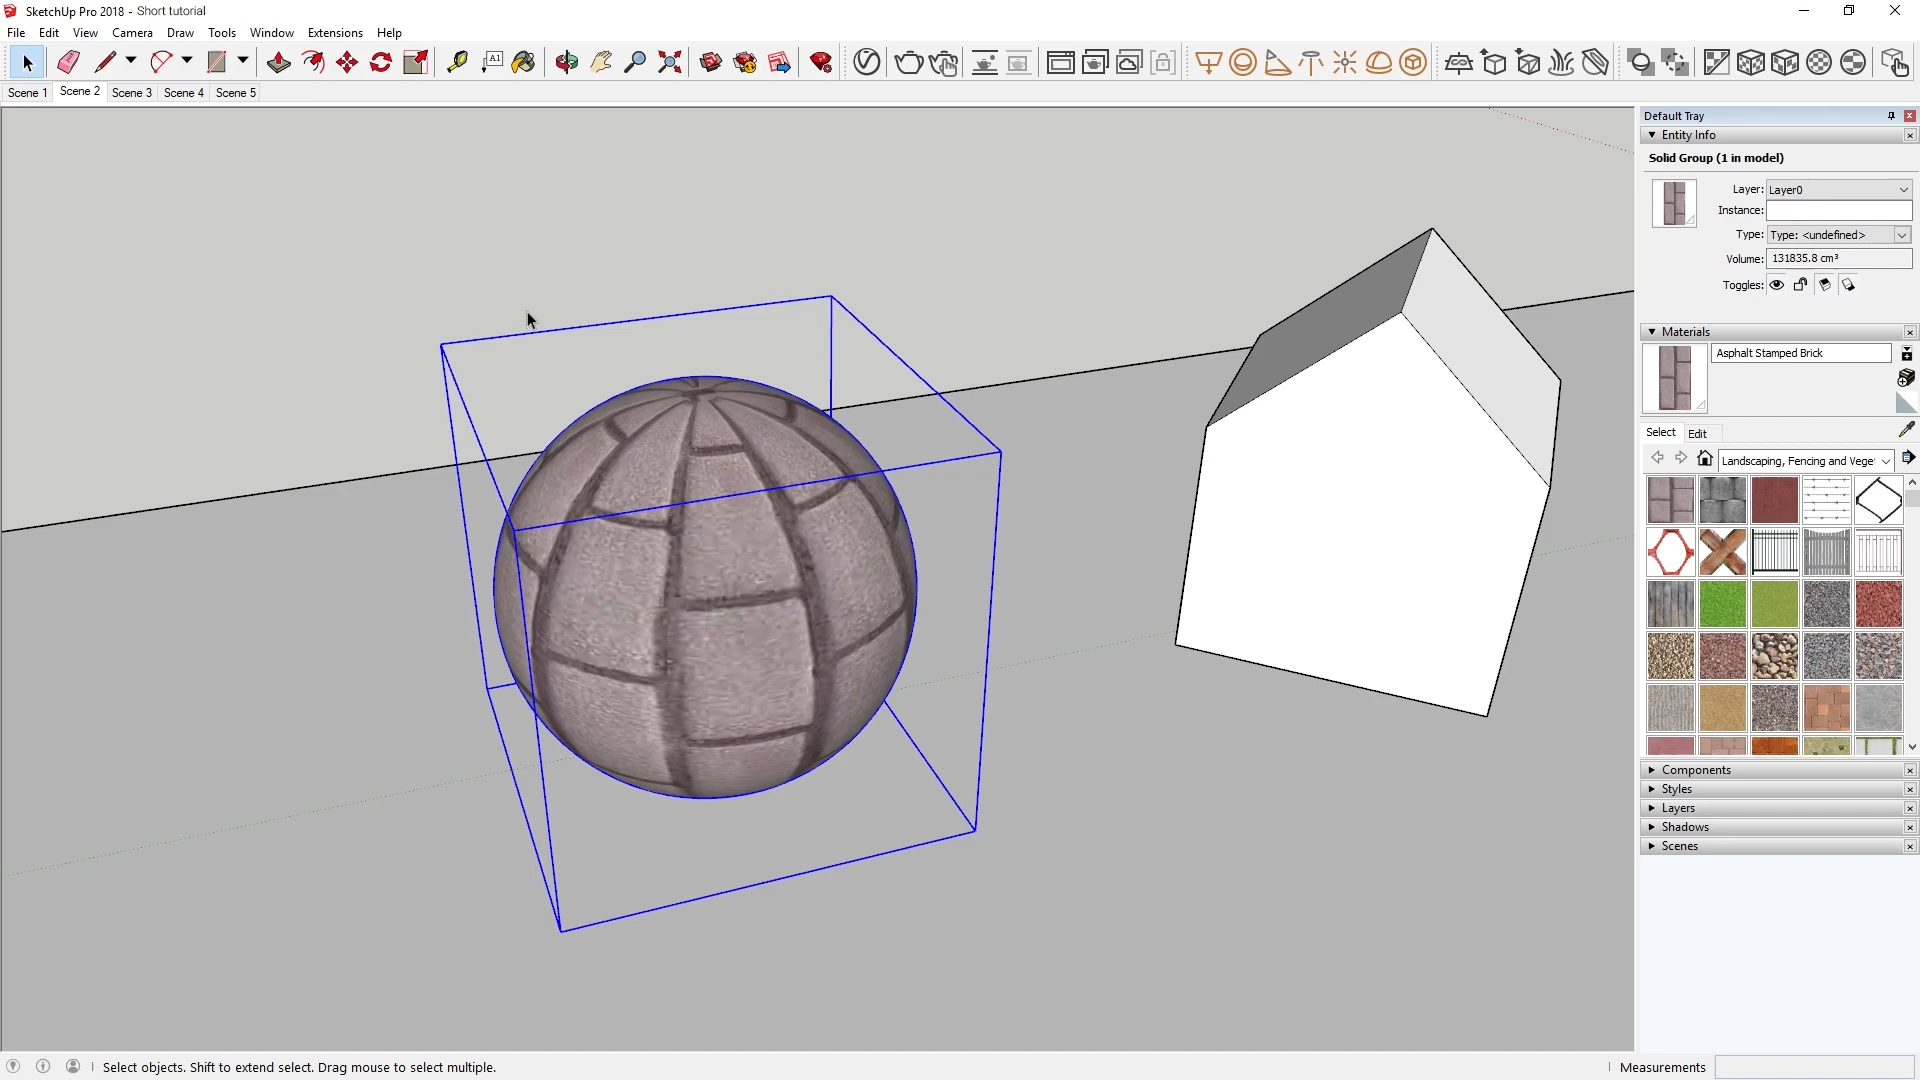 SketchUp Pro 2018 - Short tutorial
File Edit View Camera Draw Tools Window Extensions Help
A1
Scene 1 Scene 2 Scene 3 Scene 4 Scene 5
Default Tray
Entity Info
Solid Group (1 in model)
Layer: Layer0
Instance:
Type: Type: <undefined>
Volume: 131835.8 cm³
Toggles:
Materials
Asphalt Stamped Brick
Select Edit
Landscaping, Fencing and Vege
Components
Styles
Layers
Shadows
Scenes
Select objects. Shift to extend select. Drag mouse to select multiple.
Measurements